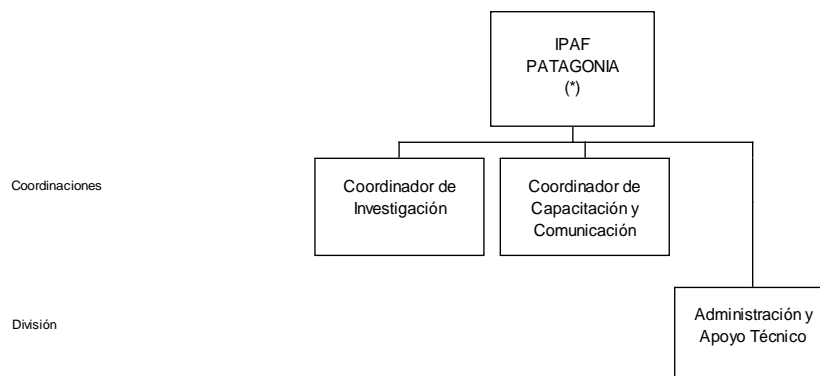 IPAF
PATAGONIA
(*)
Coordinaciones
Coordinador de
Investigación
Coordinador de
Capacitación y
Comunicación
División
Administración y
Apoyo Técnico